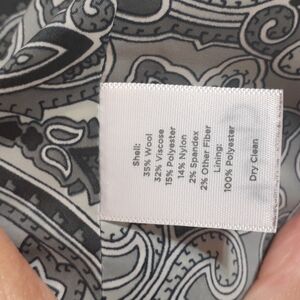 Shell:
35% Wool
32% Viscose
15% Polyester
14% Nylon
2% Spandex
2% Other Fiber
Lining:
100% Polyester
Dry Clean